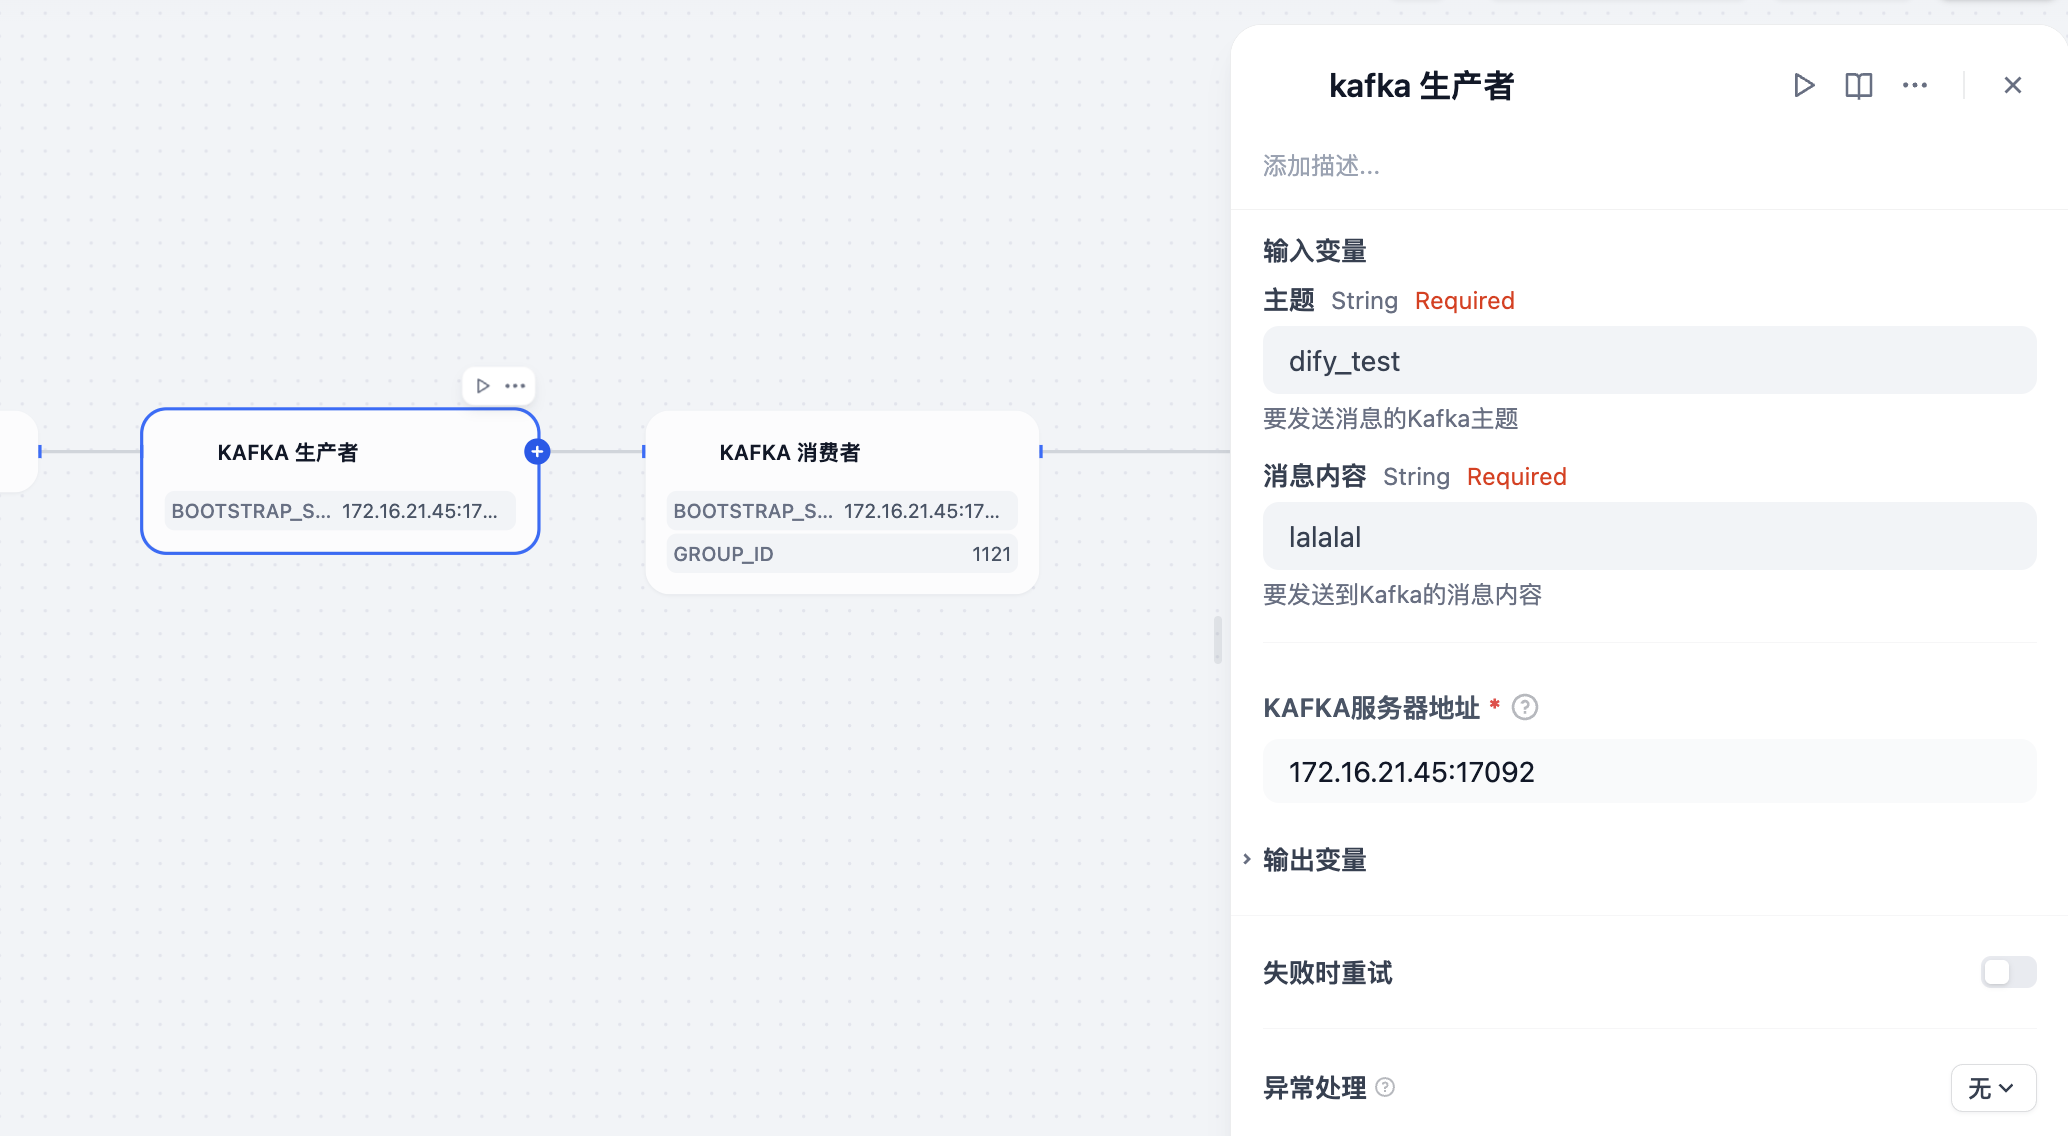 KAFKA 生产者
BOOTSTRAP_S... 172.16.21.45:17...
KAFKA 消费者
BOOTSTRAP_S... 172.16.21.45:17...
GROUP_ID 1121
kafka 生产者
添加描述...
输入变量
主题 String Required
dify_test
要发送消息的Kafka主题
消息内容 String Required
lalalal
要发送到Kafka的消息内容
KAFKA服务器地址 *
172.16.21.45:17092
输出变量
失败时重试
异常处理
无